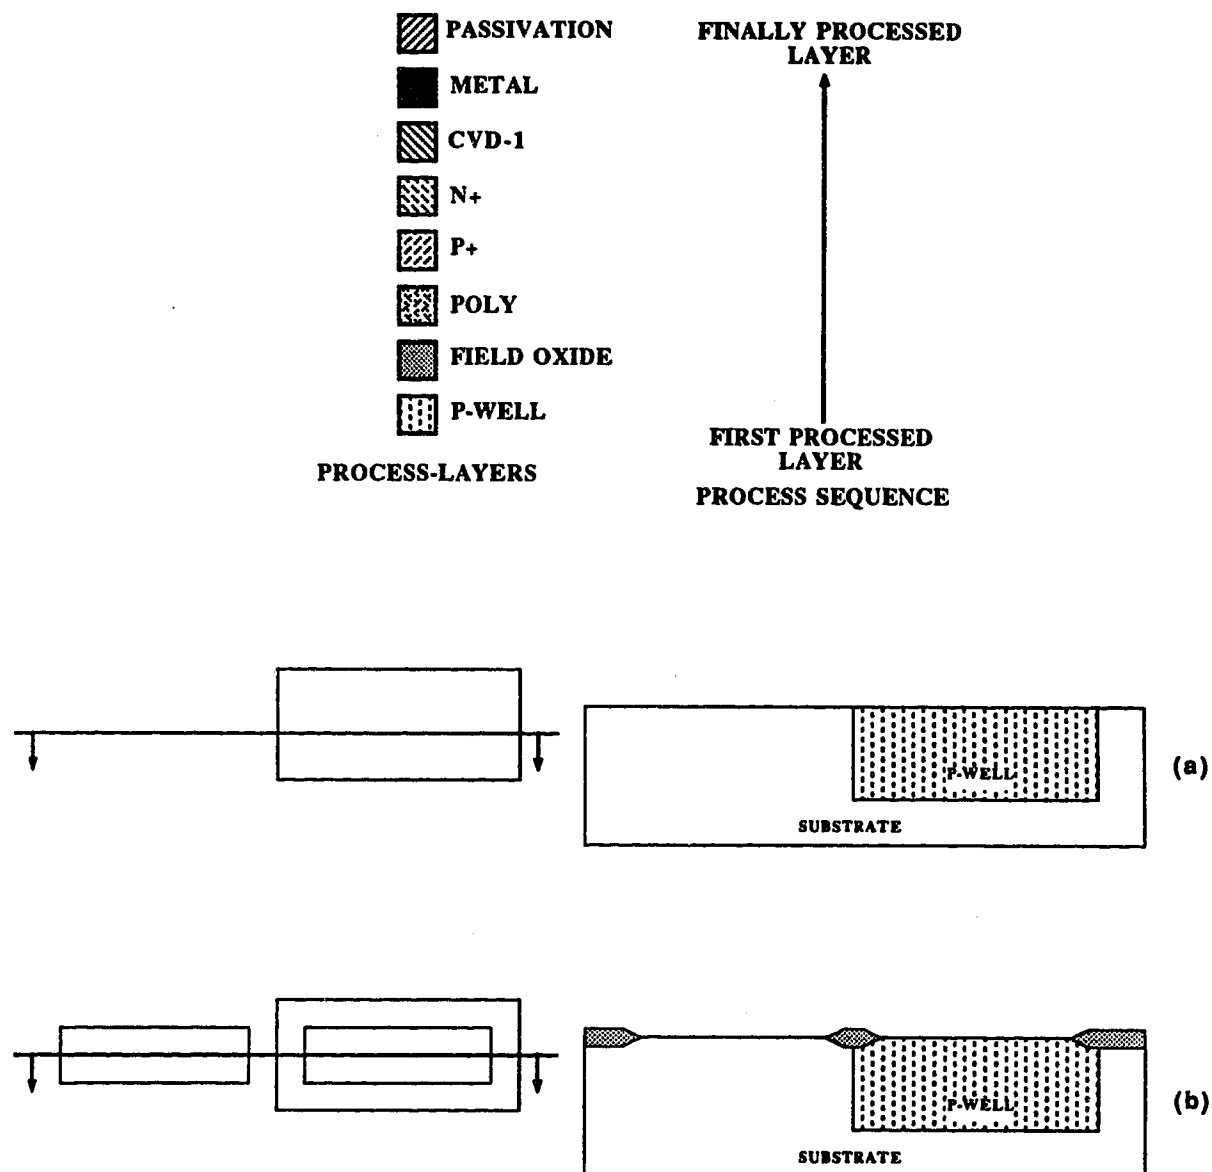 PASSIVATION
METAL
CVD-1
N+
P+
POLY
FIELD OXIDE
P-WELL
PROCESS-LAYERS
FINALLY PROCESSED
LAYER
FIRST PROCESSED
LAYER
PROCESS SEQUENCE
P-WELL
SUBSTRATE
(a)
P-WELL
SUBSTRATE
(b)